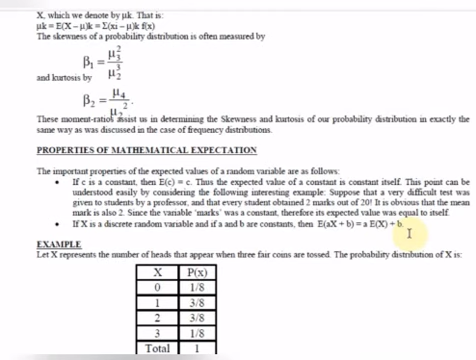 X, which we denote by μk. That is:
μk = E(X – μ)k = Σ(xi – μ)k f(x)
The skewness of a probability distribution is often measured by
β₁ = μ₃² / μ₂³
and kurtosis by
β₂ = μ₄ / μ₂².
These moment-ratios assist us in determining the Skewness and kurtosis of our probability distribution in exactly the
same way as was discussed in the case of frequency distributions.
PROPERTIES OF MATHEMATICAL EXPECTATION
The important properties of the expected values of a random variable are as follows:
• If c is a constant, then E(c) = c. Thus the expected value of a constant is constant itself. This point can be
understood easily by considering the following interesting example: Suppose that a very difficult test was
given to students by a professor, and that every student obtained 2 marks out of 20! It is obvious that the mean
mark is also 2. Since the variable 'marks' was a constant, therefore its expected value was equal to itself.
• If X is a discrete random variable and if a and b are constants, then E(aX + b) = a E(X) + b.
EXAMPLE
Let X represents the number of heads that appear when three fair coins are tossed. The probability distribution of X is:
X P(x)
0 1/8
1 3/8
2 3/8
3 1/8
Total 1